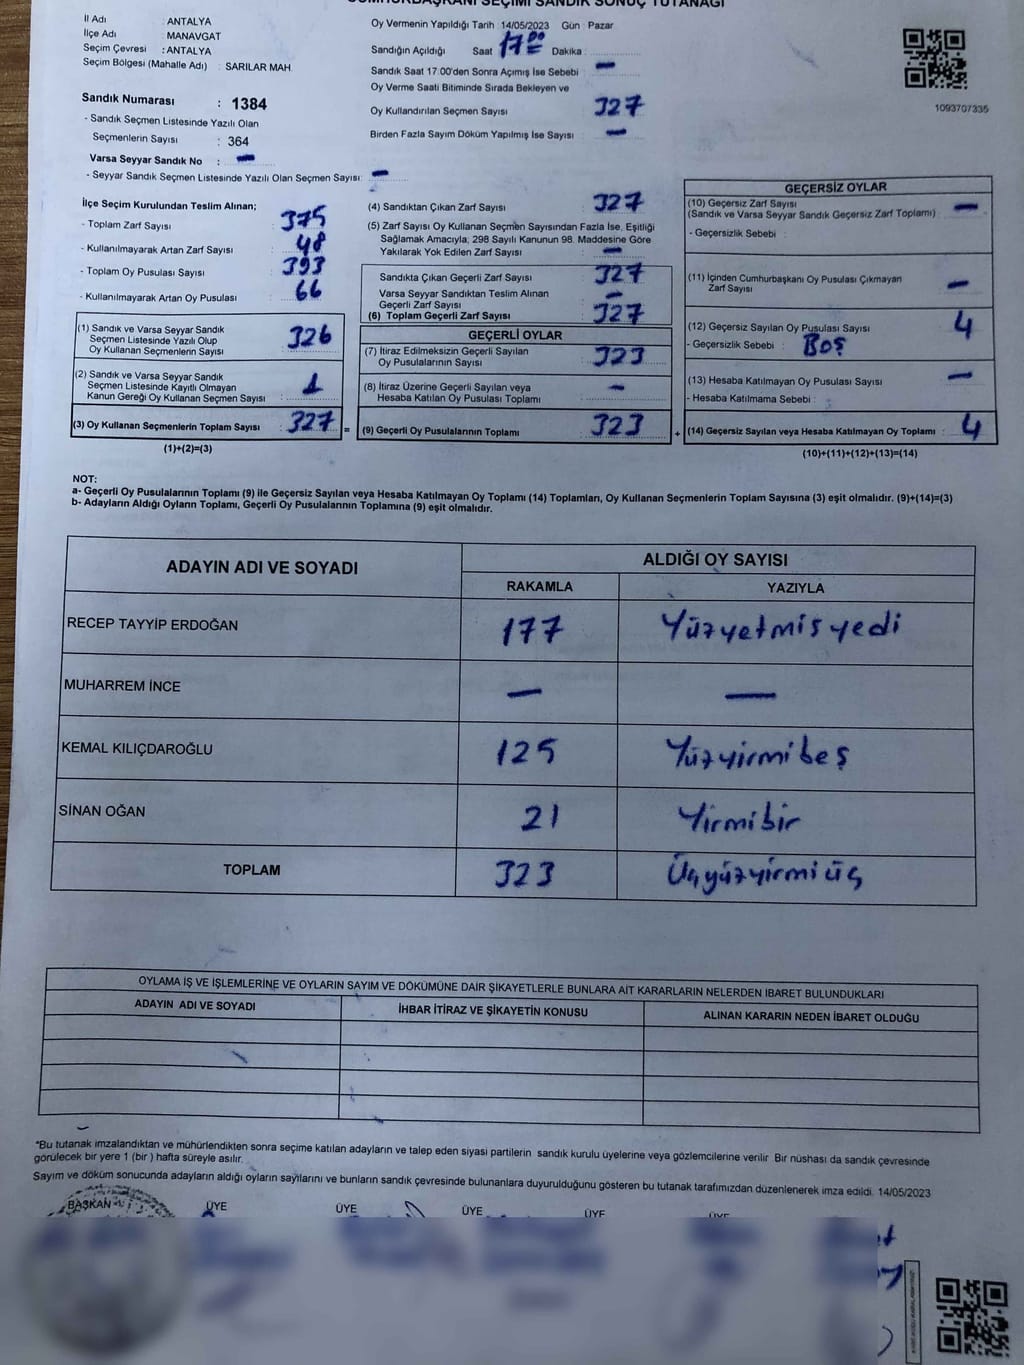 CUMHURBAŞKANI SEÇİMİ SANDIK SONUÇ TUTANAĞI
İl Adı : ANTALYA
İlçe Adı : MANAVGAT
Seçim Çevresi : ANTALYA
Seçim Bölgesi (Mahalle Adı) : SARILAR MAH.
Sandık Numarası : 1384
- Sandık Seçmen Listesinde Yazılı Olan
Seçmenlerin Sayısı : 364
Varsa Seyyar Sandık No : –
- Seyyar Sandık Seçmen Listesinde Yazılı Olan Seçmen Sayısı: –
Oy Vermenin Yapıldığı Tarih : 14/05/2023 Gün : Pazar
Sandığın Açıldığı Saat 17 00 Dakika :
Sandık Saat 17:00'den Sonra Açımış İse Sebebi –
Oy Verme Saati Bitiminde Sırada Bekleyen ve
Oy Kullandırılan Seçmen Sayısı 327
Birden Fazla Sayım Döküm Yapılmış İse Sayısı –
1093707335
İlçe Seçim Kurulundan Teslim Alınan;
- Toplam Zarf Sayısı : 375
- Kullanılmayarak Artan Zarf Sayısı : 48
- Toplam Oy Pusulası Sayısı : 393
- Kullanılmayarak Artan Oy Pusulası : 66
(1) Sandık ve Varsa Seyyar Sandık
Seçmen Listesinde Yazılı Olup
Oy Kullanan Seçmenlerin Sayısı : 326
(2) Sandık ve Varsa Seyyar Sandık
Seçmen Listesinde Kayıtlı Olmayan
Kanun Gereği Oy Kullanan Seçmen Sayısı : 1
(3) Oy Kullanan Seçmenlerin Toplam Sayısı : 327
(1)+(2)=(3)
(4) Sandıktan Çıkan Zarf Sayısı : 327
(5) Zarf Sayısı Oy Kullanan Seçmen Sayısından Fazla İse, Eşitliği
Sağlamak Amacıyla, 298 Sayılı Kanunun 98. Maddesine Göre
Yakılarak Yok Edilen Zarf Sayısı : –
Sandıkta Çıkan Geçerli Zarf Sayısı : 327
Varsa Seyyar Sandıktan Teslim Alınan
Geçerli Zarf Sayısı : –
(6) Toplam Geçerli Zarf Sayısı : 327
GEÇERLİ OYLAR
(7) İtiraz Edilmeksizin Geçerli Sayılan
Oy Pusulalarının Sayısı : 323
(8) İtiraz Üzerine Geçerli Sayılan veya
Hesaba Katılan Oy Pusulası Toplamı : –
= (9) Geçerli Oy Pusulalarının Toplamı : 323
GEÇERSİZ OYLAR
(10) Geçersiz Zarf Sayısı
(Sandık ve Varsa Seyyar Sandık Geçersiz Zarf Toplamı) : –
- Geçersizlik Sebebi :
(11) İçinden Cumhurbaşkanı Oy Pusulası Çıkmayan
Zarf Sayısı : –
(12) Geçersiz Sayılan Oy Pusulası Sayısı : 4
- Geçersizlik Sebebi : BOŞ
(13) Hesaba Katılmayan Oy Pusulası Sayısı : –
- Hesaba Katılmama Sebebi :
+ (14) Geçersiz Sayılan veya Hesaba Katılmayan Oy Toplamı : 4
(10)+(11)+(12)+(13)=(14)
NOT:
a- Geçerli Oy Pusulalarının Toplamı (9) ile Geçersiz Sayılan veya Hesaba Katılmayan Oy Toplamı (14) Toplamları, Oy Kullanan Seçmenlerin Toplam Sayısına (3) eşit olmalıdır. (9)+(14)=(3)
b- Adayların Aldığı Oyların Toplamı, Geçerli Oy Pusulalarının Toplamına (9) eşit olmalıdır.
ADAYIN ADI VE SOYADI
ALDIĞI OY SAYISI
RAKAMLA YAZIYLA
RECEP TAYYİP ERDOĞAN 177 Yüzyetmişyedi
MUHARREM İNCE – –
KEMAL KILIÇDAROĞLU 125 Yüzyirmibeş
SİNAN OĞAN 21 Yirmibir
TOPLAM 323 Üçyüzyirmiüç
OYLAMA İŞ VE İŞLEMLERİNE VE OYLARIN SAYIM VE DÖKÜMÜNE DAİR ŞİKAYETLERLE BUNLARA AİT KARARLARIN NELERDEN İBARET BULUNDUKLARI
ADAYIN ADI VE SOYADI İHBAR İTİRAZ VE ŞİKAYETİN KONUSU ALINAN KARARIN NEDEN İBARET OLDUĞU
*Bu tutanak imzalandıktan ve mühürlendikten sonra seçime katılan adayların ve talep eden siyasi partilerin sandık kurulu üyelerine veya gözlemcilerine verilir Bir nüshası da sandık çevresinde
görülecek bir yere 1 (bir ) hafta süreyle asılır.
Sayım ve döküm sonucunda adayların aldığı oyların sayılarını ve bunların sandık çevresinde bulunanlara duyurulduğunu gösteren bu tutanak tarafımızdan düzenlenerek imza edildi. 14/05/2023
BAŞKAN ÜYE ÜYE ÜYE ÜYE ÜYE